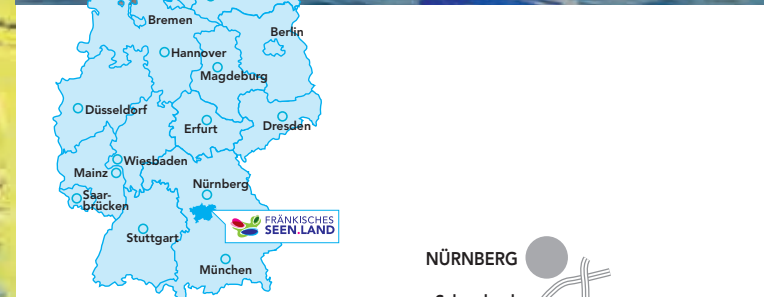 Bremen
Berlin
Hannover
Magdeburg
Düsseldorf
Erfurt
Dresden
Wiesbaden
Mainz
Nürnberg
Saar-
brücken
FRÄNKISCHES
SEEN.LAND
Stuttgart
NÜRNBERG
München